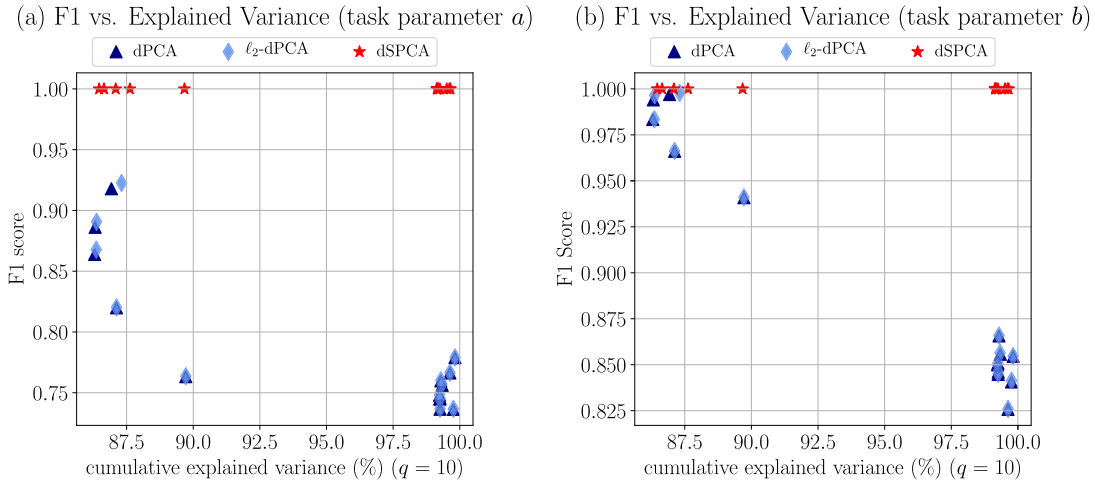 (a) F1 vs. Explained Variance (task parameter a)
dPCA ℓ₂-dPCA dSPCA
1.00
0.95
0.90
0.85
0.80
0.75
F1 score
87.5 90.0 92.5 95.0 97.5 100.0
cumulative explained variance (%) (q = 10)
(b) F1 vs. Explained Variance (task parameter b)
dPCA ℓ₂-dPCA dSPCA
1.000
0.975
0.950
0.925
0.900
0.875
0.850
0.825
F1 Score
87.5 90.0 92.5 95.0 97.5 100.0
cumulative explained variance (%) (q = 10)